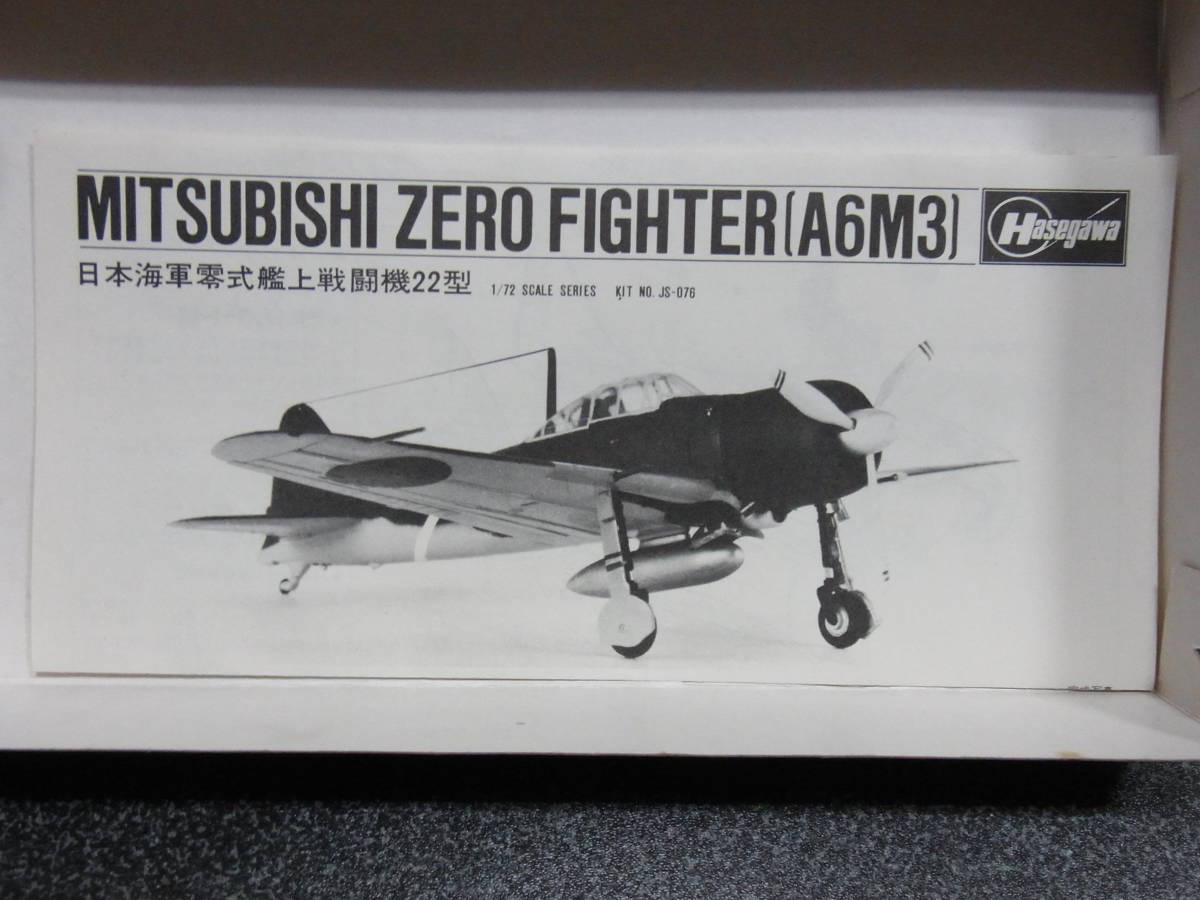 MITSUBISHI ZERO FIGHTER(A6M3)
Hasegawa
日本海軍零式艦上戦闘機22型 1/72 SCALE SERIES KIT NO. JS-076